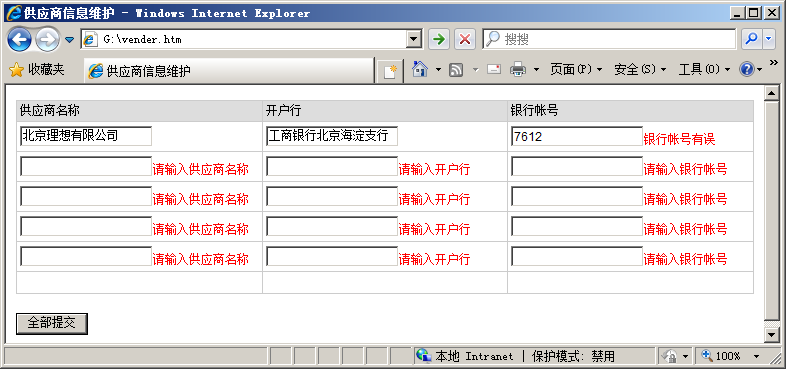 供应商信息维护 - Windows Internet Explorer
G:\vender.htm
搜搜
收藏夹
供应商信息维护
页面(P)
安全(S)
工具(O)
»
供应商名称 开户行 银行帐号
北京理想有限公司 工商银行北京海淀支行 7612 银行帐号有误
请输入供应商名称 请输入开户行 请输入银行帐号
请输入供应商名称 请输入开户行 请输入银行帐号
请输入供应商名称 请输入开户行 请输入银行帐号
请输入供应商名称 请输入开户行 请输入银行帐号
全部提交
本地 Intranet | 保护模式: 禁用 100%